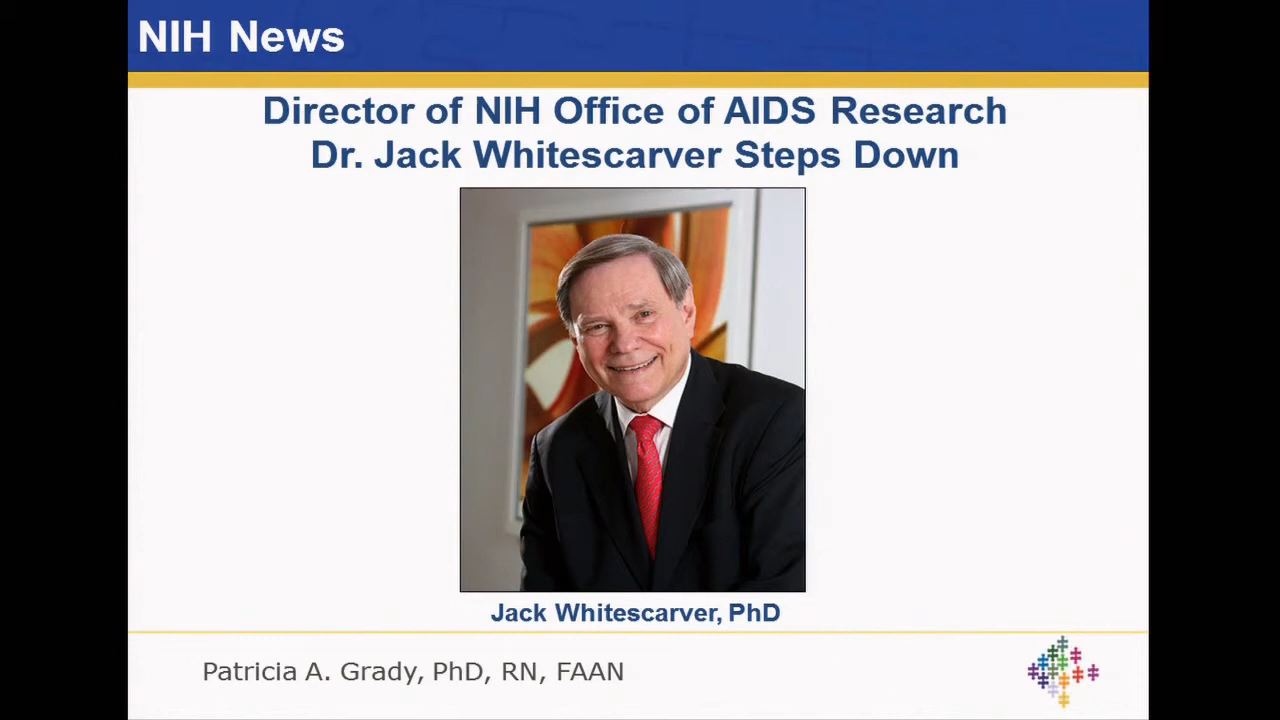 NIH News
Director of NIH Office of AIDS Research
Dr. Jack Whitescarver Steps Down
Jack Whitescarver, PhD
Patricia A. Grady, PhD, RN, FAAN